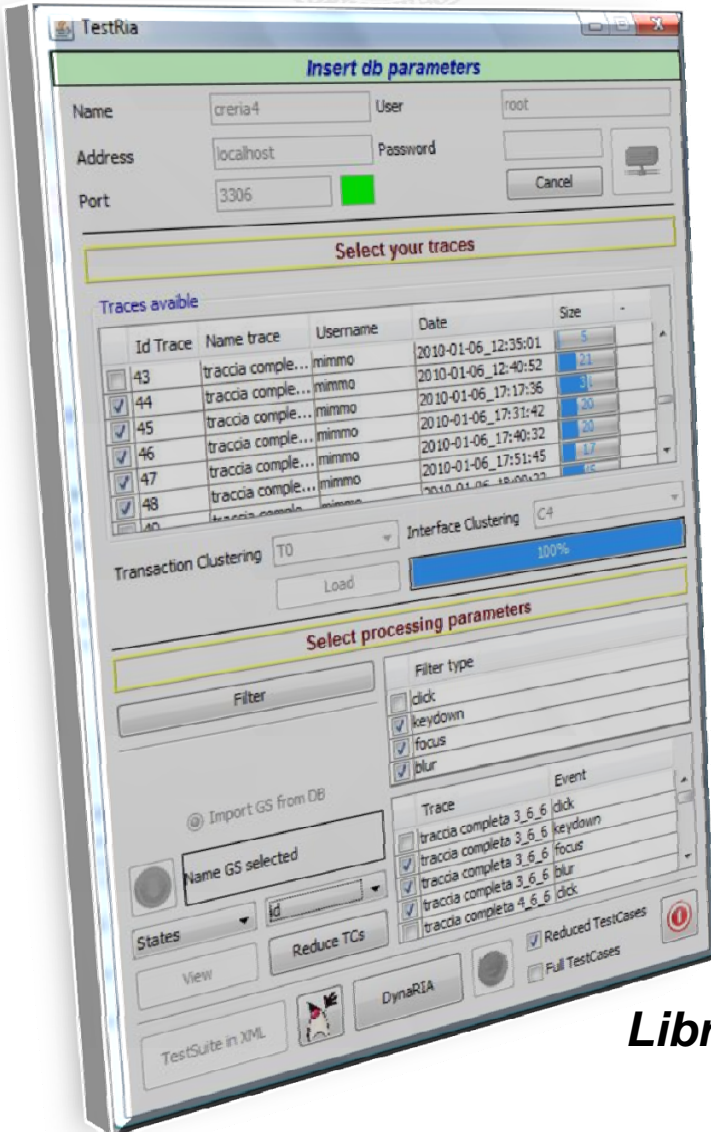 TestRia
Insert db parameters
Name creria4 User root
Address localhost Password
Port 3306 Cancel
Select your traces
Traces avaible
Id Trace Name trace Username Date Size -
43 traccia comple... mimmo 2010-01-06_12:35:01 5
44 traccia comple... mimmo 2010-01-06_12:40:52 21
45 traccia comple... mimmo 2010-01-06_17:17:36 31
46 traccia comple... mimmo 2010-01-06_17:31:42 20
47 traccia comple... mimmo 2010-01-06_17:40:32 20
48 traccia comple... mimmo 2010-01-06_17:51:45 17
Transaction Clustering T0 Interface Clustering C4
Load 100%
Select processing parameters
Filter Filter type
click
keydown
focus
blur
Import GS from DB
Trace Event
traccia completa 3_6_6 click
traccia completa 3_6_6 keydown
traccia completa 3_6_6 focus
traccia completa 3_6_6 blur
traccia completa 4_6_6 click
Name GS selected
States id
View Reduce TCs
Reduced TestCases
Full TestCases
TestSuite in XML DynaRIA
Libr